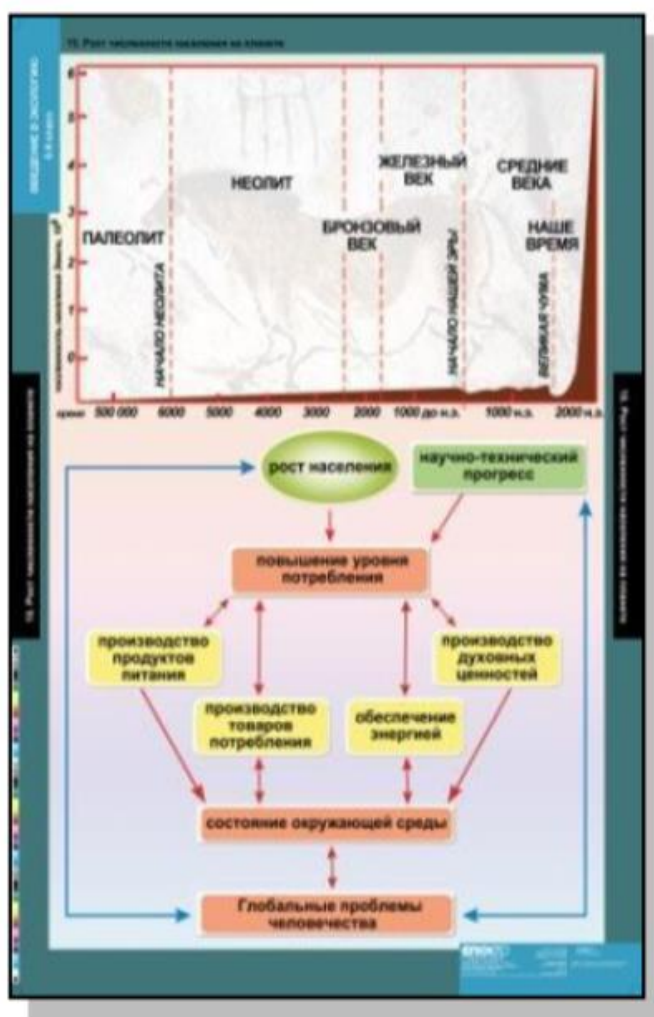 15. Рост численности населения на планете
ВВЕДЕНИЕ В ЭКОЛОГИЮ
6
5
4
3
2
1
0
ПАЛЕОЛИТ
НАЧАЛО НЕОЛИТА
НЕОЛИТ
БРОНЗОВЫЙ
ВЕК
ЖЕЛЕЗНЫЙ
ВЕК
НАЧАЛО НАШЕЙ ЭРЫ
СРЕДНИЕ
ВЕКА
НАШЕ
ВРЕМЯ
ВЕЛИКАЯ ЧУМА
время 500 000 6000 4000 3000 2000 1000 до н.э. 1000 н.э. 2000 н.э.
рост населения
научно-технический
прогресс
повышение уровня
потребления
производство
продуктов
питания
производство
духовных
ценностей
производство
товаров
потребления
обеспечение
энергией
состояние окружающей среды
Глобальные проблемы
человечества
15. Рост численности населения на планете
15. Рост численности населения на планете